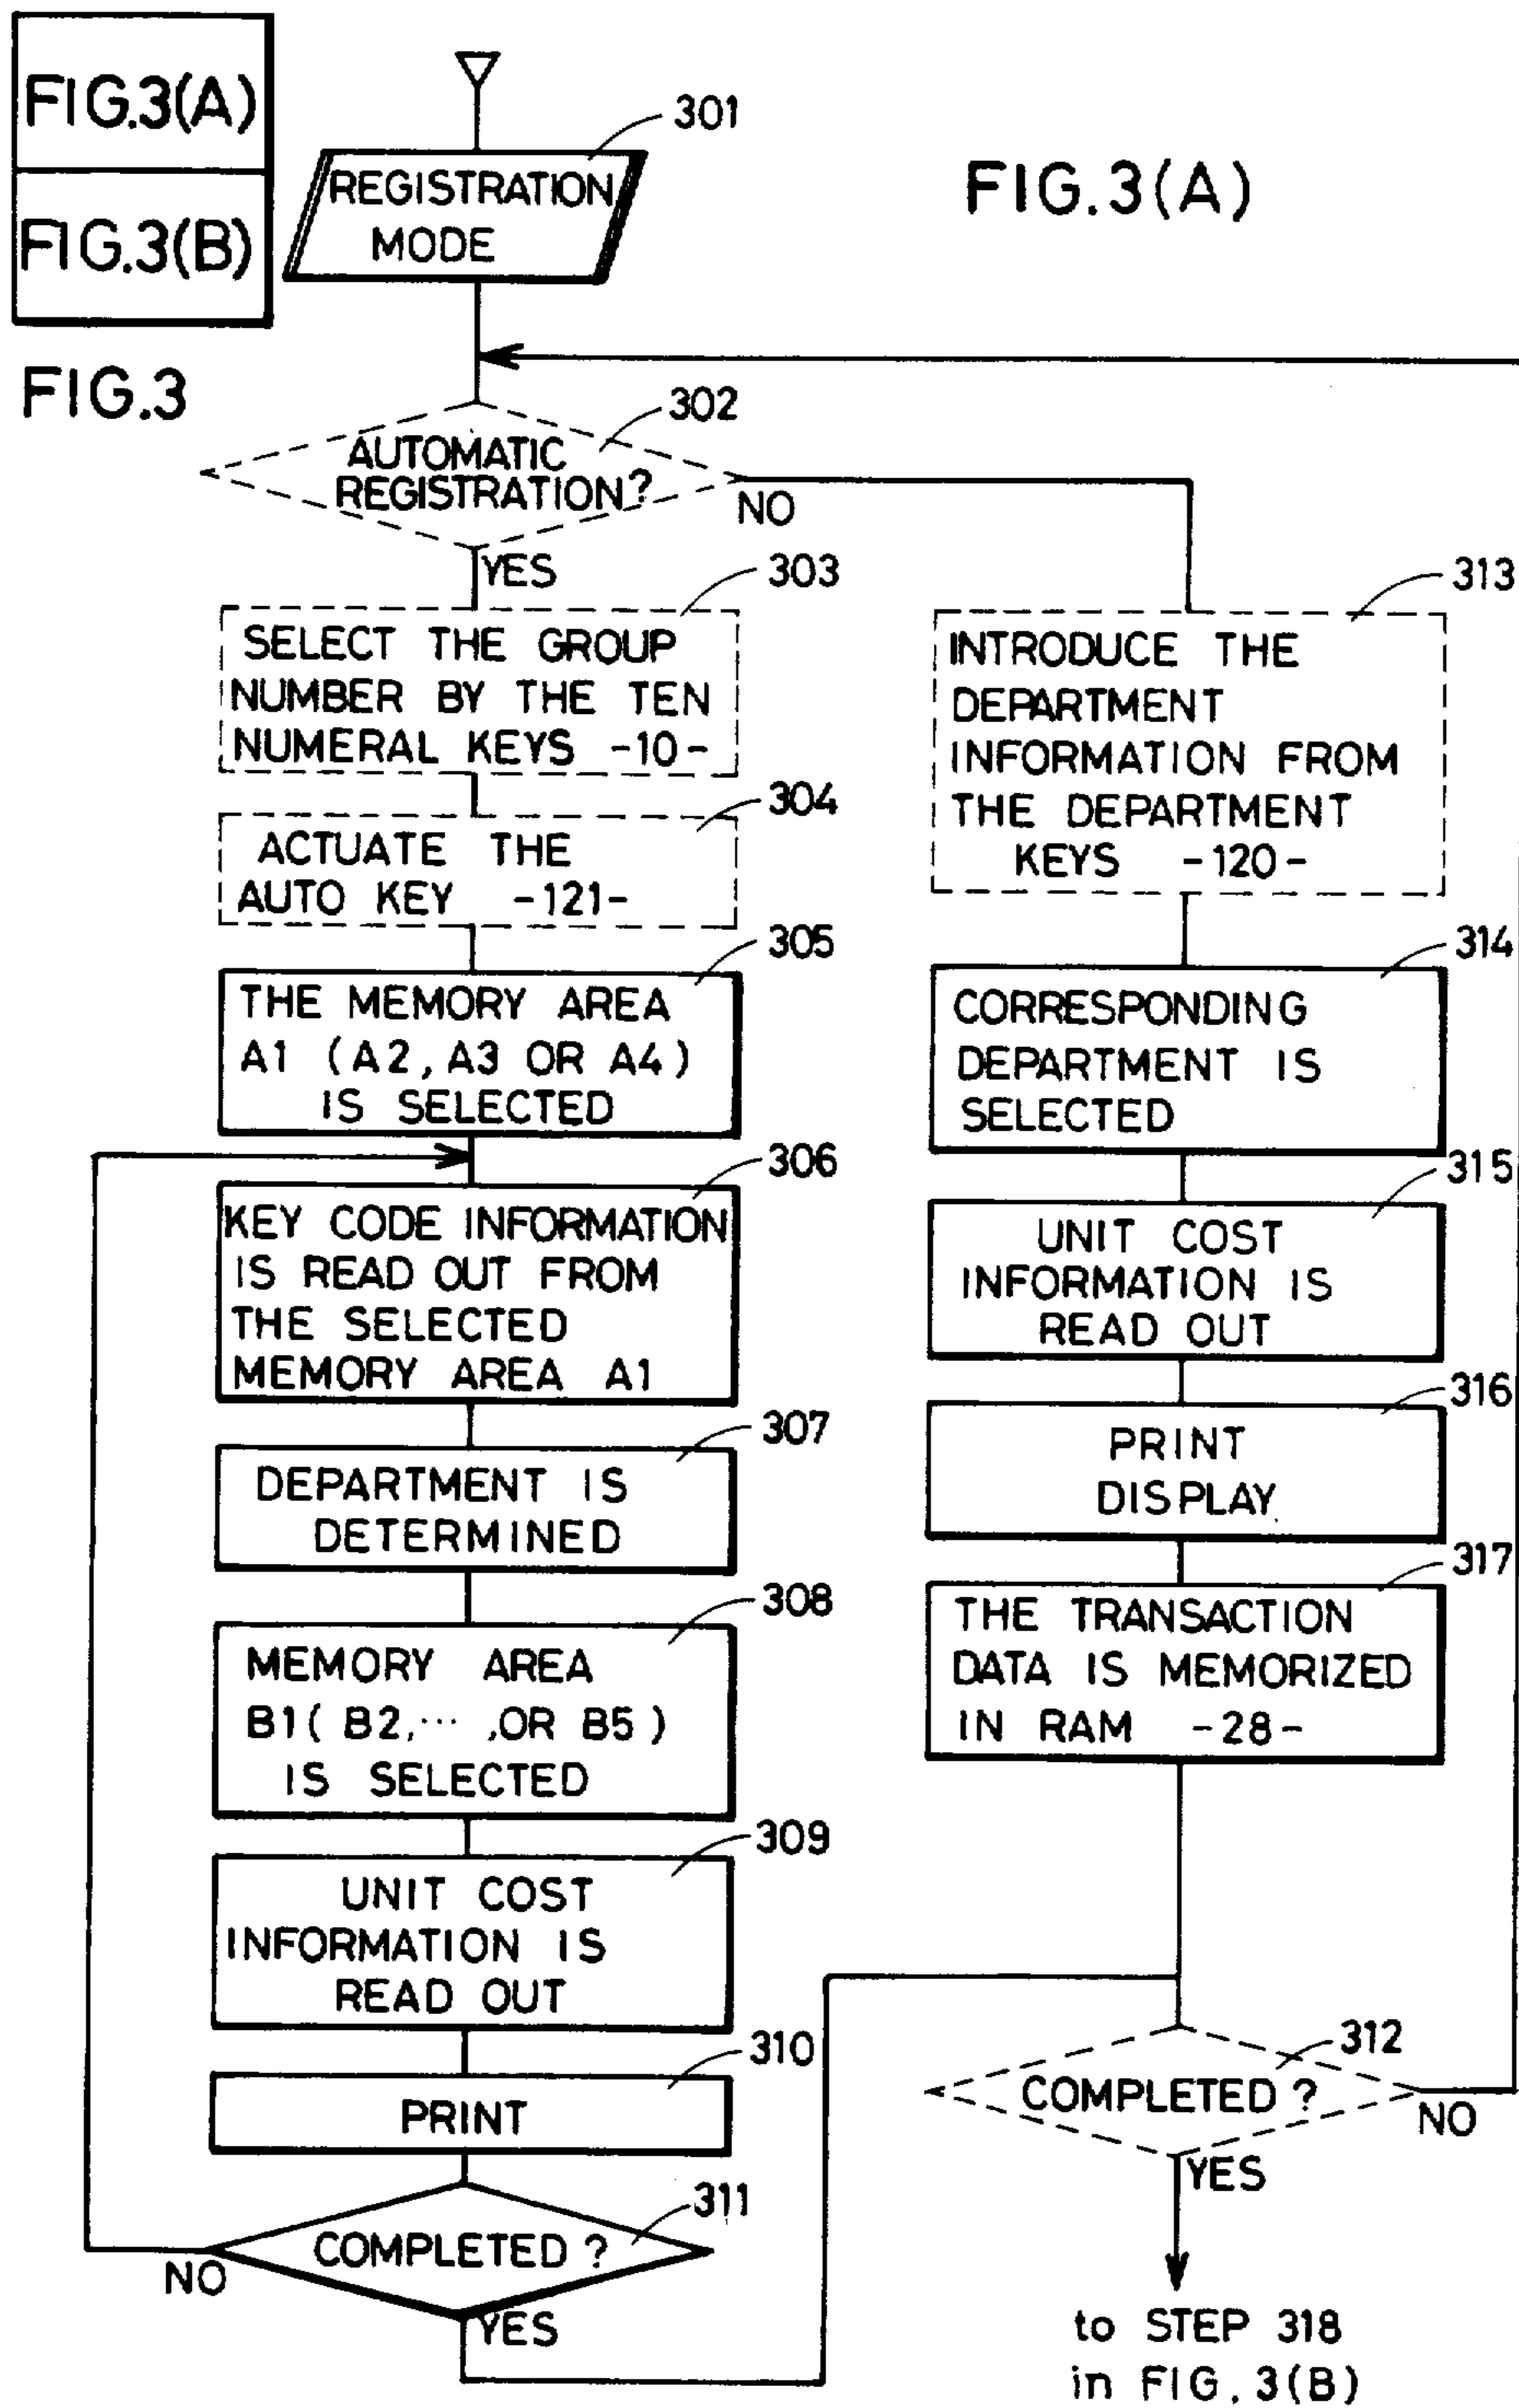 FIG.3(A)
FIG.3(B)
FIG.3
FIG.3(A)
301
REGISTRATION
MODE
302
AUTOMATIC
REGISTRATION?
NO
YES
303
SELECT THE GROUP
NUMBER BY THE TEN
NUMERAL KEYS -10-
304
ACTUATE THE
AUTO KEY -121-
305
THE MEMORY AREA
A1 (A2, A3 OR A4)
IS SELECTED
306
KEY CODE INFORMATION
IS READ OUT FROM
THE SELECTED
MEMORY AREA A1
307
DEPARTMENT IS
DETERMINED
308
MEMORY AREA
B1( B2, ··· ,OR B5 )
IS SELECTED
309
UNIT COST
INFORMATION IS
READ OUT
310
PRINT
311
COMPLETED ?
NO
YES
313
INTRODUCE THE
DEPARTMENT
INFORMATION FROM
THE DEPARTMENT
KEYS -120-
314
CORRESPONDING
DEPARTMENT IS
SELECTED
315
UNIT COST
INFORMATION IS
READ OUT
316
PRINT
DISPLAY
317
THE TRANSACTION
DATA IS MEMORIZED
IN RAM -28-
312
COMPLETED ?
NO
YES
to STEP 318
in FIG. 3(B)